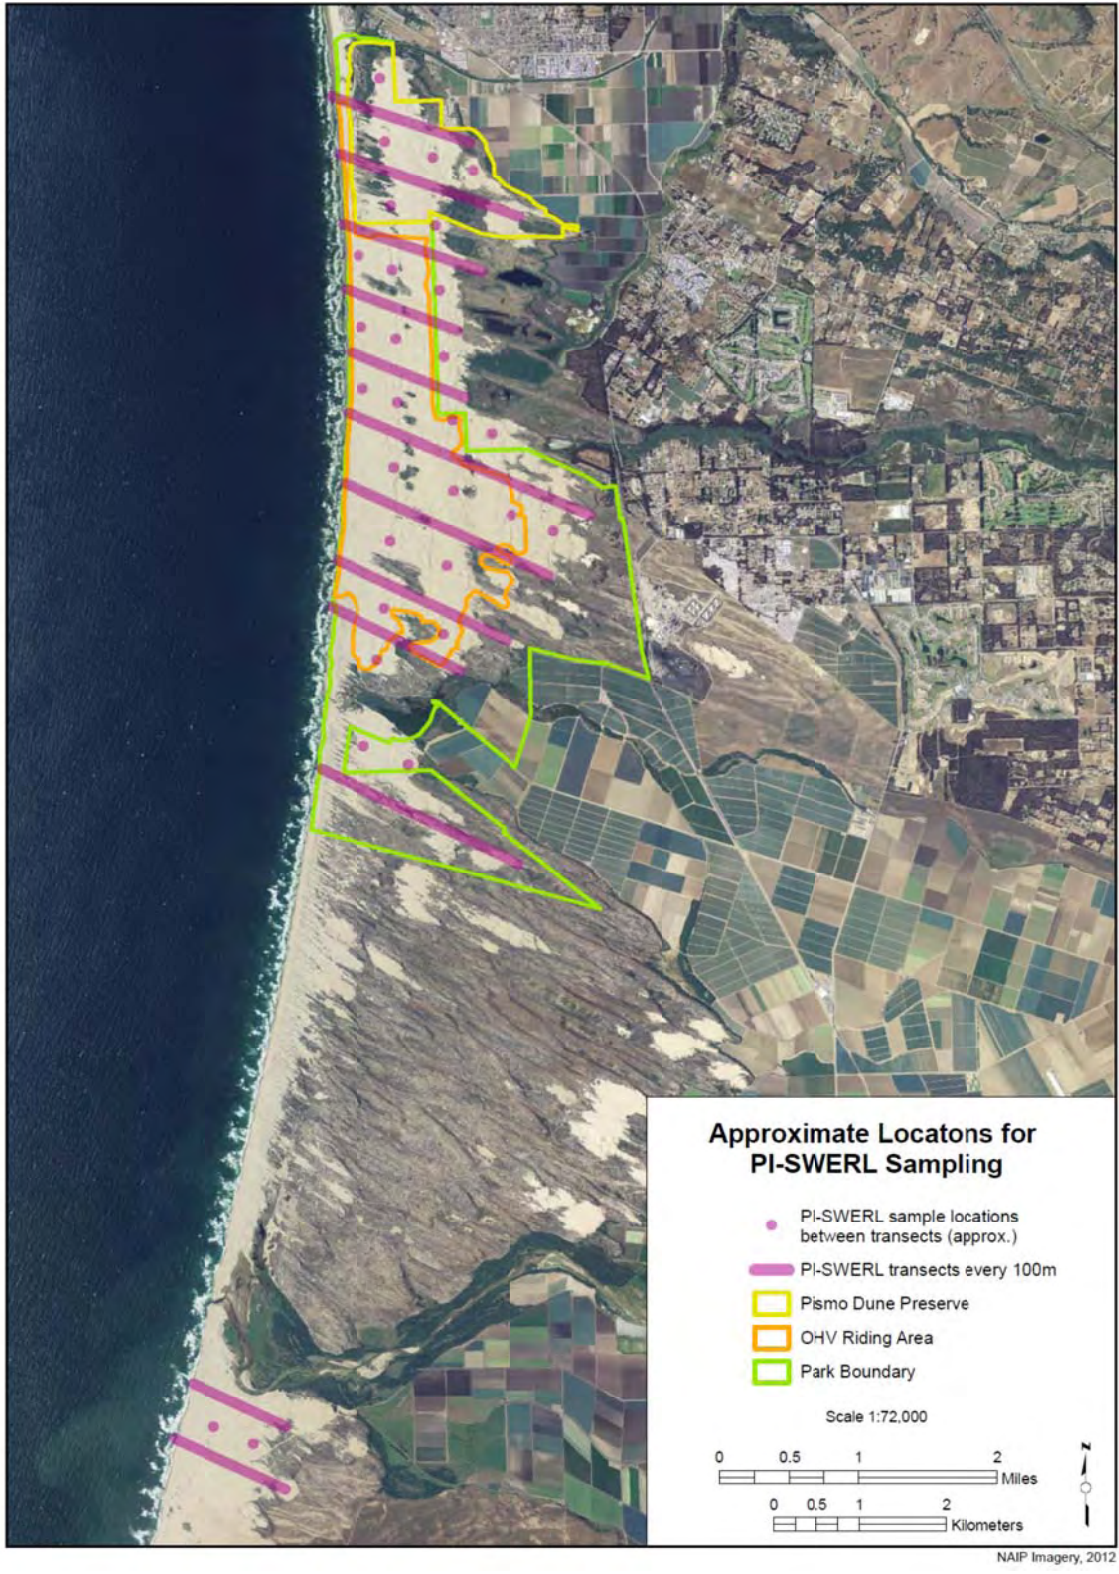 Approximate Locatons for
PI-SWERL Sampling
PI-SWERL sample locations
between transects (approx.)
PI-SWERL transects every 100m
Pismo Dune Preserve
OHV Riding Area
Park Boundary
Scale 1:72,000
0 0.5 1 2
Miles
0 0.5 1 2
Kilometers
N
NAIP Imagery, 2012